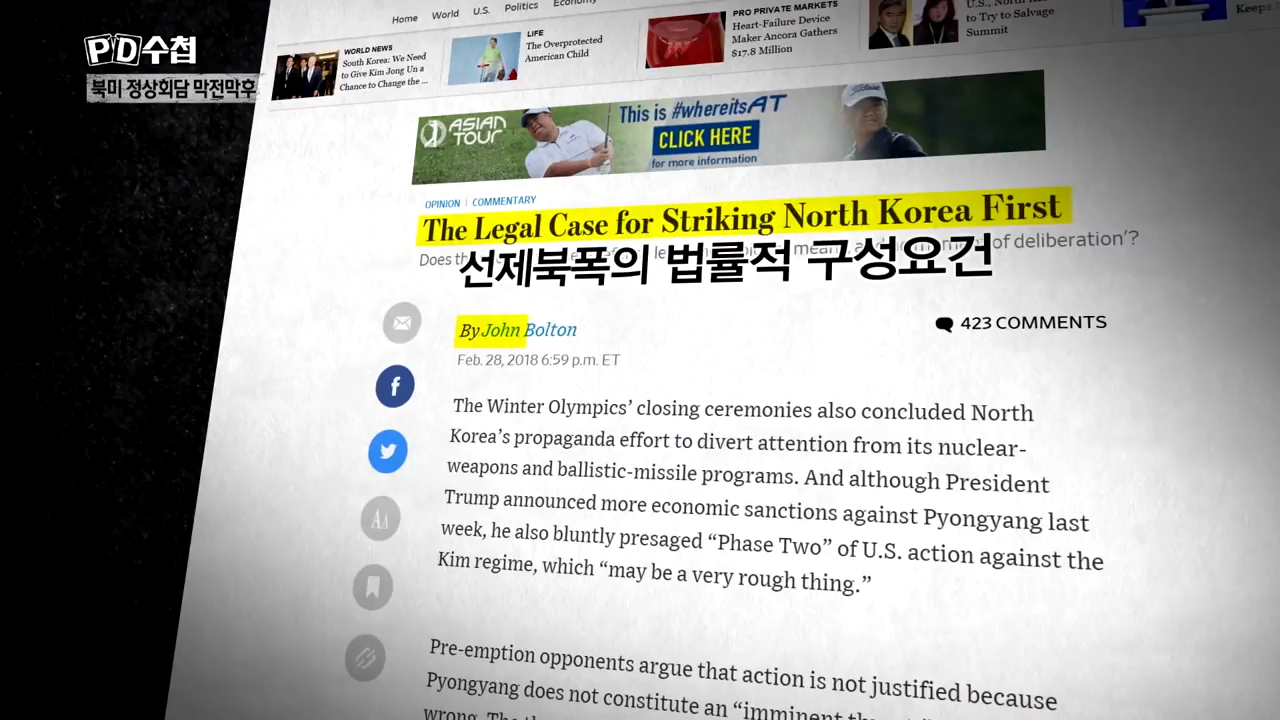 PD수첩
북미 정상회담 막전막후
Home World U.S. Politics Economy
WORLD NEWS
South Korea: We Need
to Give Kim Jong Un a
Chance to Change the ...
LIFE
The Overprotected
American Child
PRO PRIVATE MARKETS
Heart-Failure Device
Maker Ancora Gathers
$17.8 Million
U.S., North
to Try to Salvage
Summit
Keeps
ASIAN
TOUR
This is #whereitsAT
CLICK HERE
for more information
OPINION | COMMENTARY
The Legal Case for Striking North Korea First
Does of deliberation'?
선제북폭의 법률적 구성요건
By John Bolton
423 COMMENTS
Feb. 28, 2018 6:59 p.m. ET
The Winter Olympics' closing ceremonies also concluded North
Korea's propaganda effort to divert attention from its nuclear-
weapons and ballistic-missile programs. And although President
Trump announced more economic sanctions against Pyongyang last
week, he also bluntly presaged “Phase Two” of U.S. action against the
Kim regime, which “may be a very rough thing.”
Pre-emption opponents argue that action is not justified because
Pyongyang does not constitute an “imminent
wrong. The